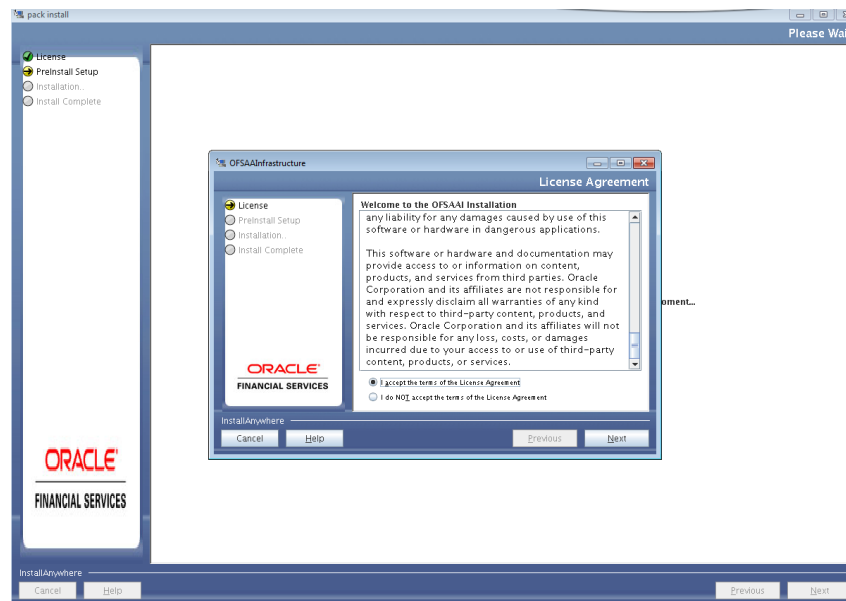 pack install
Please Wai
License
PreInstall Setup
Installation..
Install Complete
OFSAAInfrastructure
License Agreement
License
PreInstall Setup
Installation..
Install Complete
Welcome to the OFSAAI Installation
any liability for any damages caused by use of this
software or hardware in dangerous applications.
This software or hardware and documentation may
provide access to or information on content,
products, and services from third parties. Oracle
Corporation and its affiliates are not responsible for
and expressly disclaim all warranties of any kind
with respect to third-party content, products, and
services. Oracle Corporation and its affiliates will not
be responsible for any loss, costs, or damages
incurred due to your access to or use of third-party
content, products, or services.
I accept the terms of the License Agreement
I do NOT accept the terms of the License Agreement
ORACLE
FINANCIAL SERVICES
InstallAnywhere
Cancel
Help
Previous
Next
oment...
ORACLE
FINANCIAL SERVICES
InstallAnywhere
Cancel
Help
Previous
Next